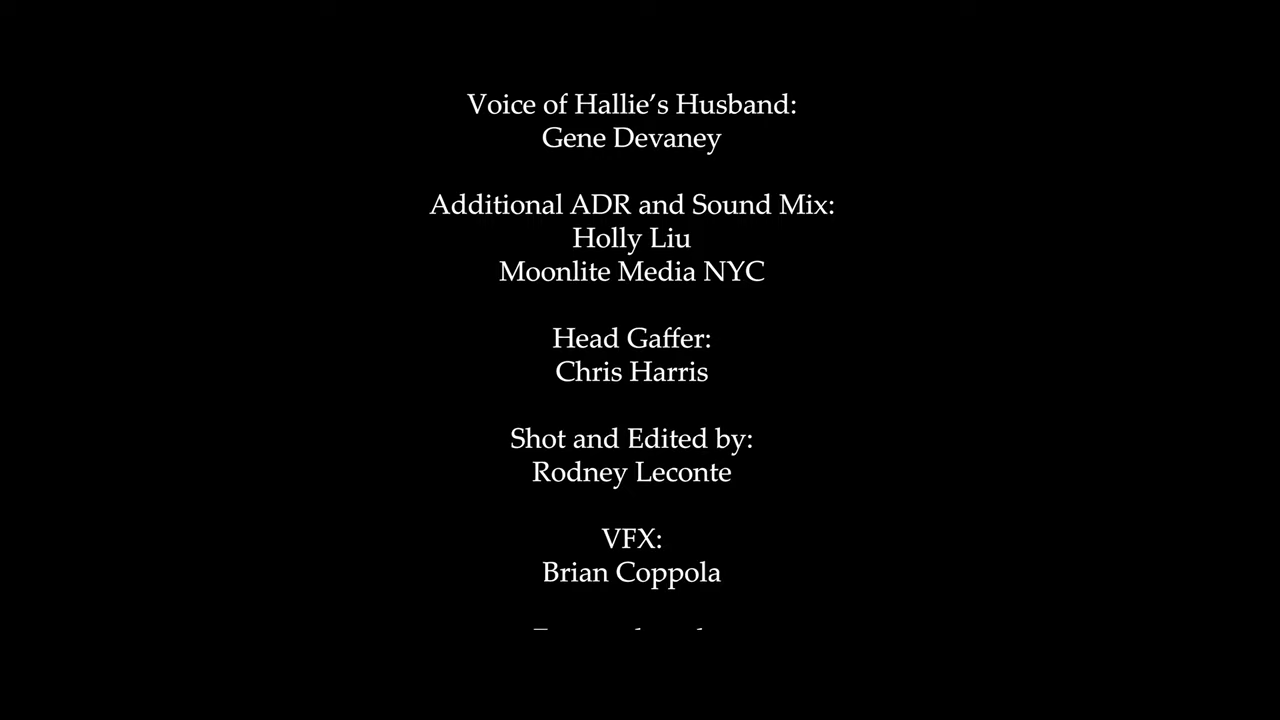 Voice of Hallie’s Husband:
Gene Devaney
Additional ADR and Sound Mix:
Holly Liu
Moonlite Media NYC
Head Gaffer:
Chris Harris
Shot and Edited by:
Rodney Leconte
VFX:
Brian Coppola